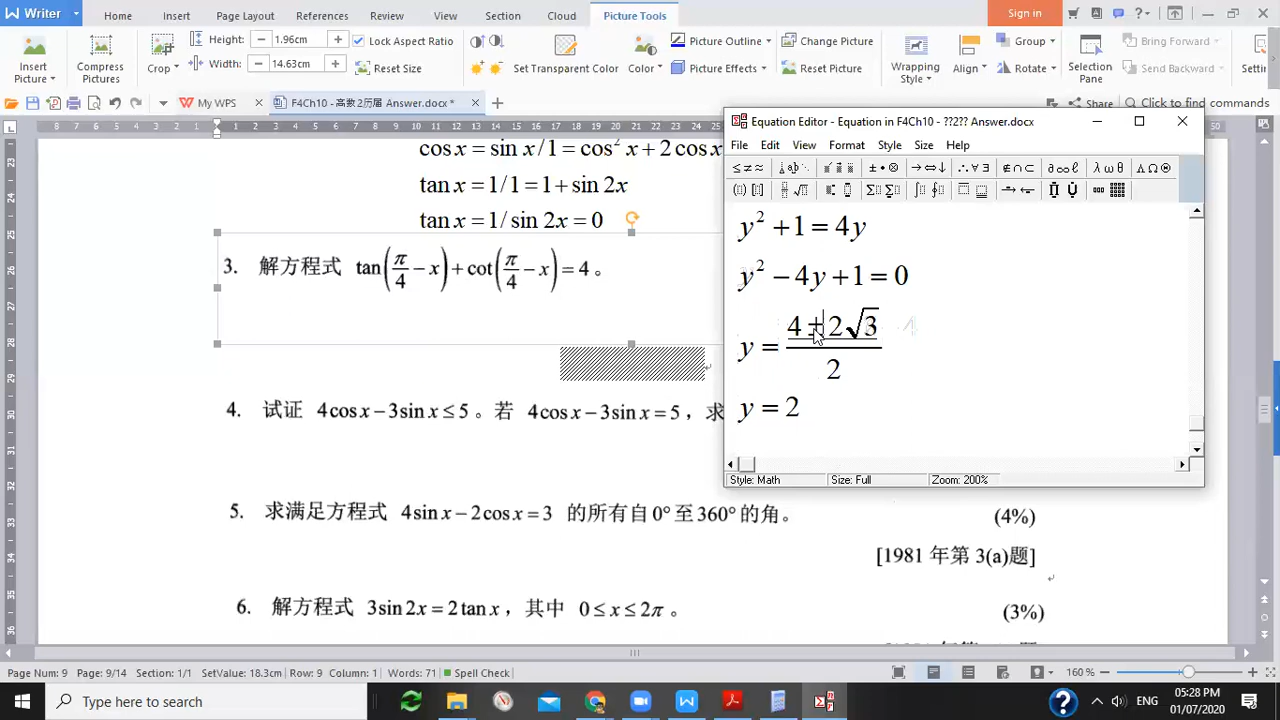 Writer
Home
Insert
Page Layout
References
Review
View
Section
Cloud
Picture Tools
Sign in
Insert Picture
Compress Pictures
Crop
Height: 1.96cm
Width: 14.63cm
Lock Aspect Ratio
Reset Size
Set Transparent Color
Color
Picture Outline
Picture Effects
Change Picture
Reset Picture
Wrapping Style
Align
Group
Rotate
Selection Pane
Bring Forward
Send Backward
My WPS
F4Ch10 - 高数2历届 Answer.docx *
Share
Click to find commands
cos x = sin x / 1 = cos² x + 2 cos x
tan x = 1/1 = 1 + sin 2x
tan x = 1/ sin 2x = 0
3. 解方程式 tan(π/4 − x) + cot(π/4 − x) = 4 。
4. 试证 4cos x − 3sin x ≤ 5 。若 4cos x − 3sin x = 5 , 求
5. 求满足方程式 4sin x − 2cos x = 3 的所有自 0° 至 360° 的角。 (4%)
[1981 年第 3(a)题]
6. 解方程式 3sin 2x = 2 tan x , 其中 0 ≤ x ≤ 2π 。 (3%)
Equation Editor - Equation in F4Ch10 - ??2?? Answer.docx
File Edit View Format Style Size Help
y² + 1 = 4y
y² − 4y + 1 = 0
y = (4 ± 2√3)/2
y = 2
Style: Math Size: Full Zoom: 200%
Page Num: 9 Page: 9/14 Section: 1/1 SetValue: 18.3cm Row: 9 Column: 1 Words: 71 Spell Check 160 %
Type here to search
ENG
05:28 PM
01/07/2020